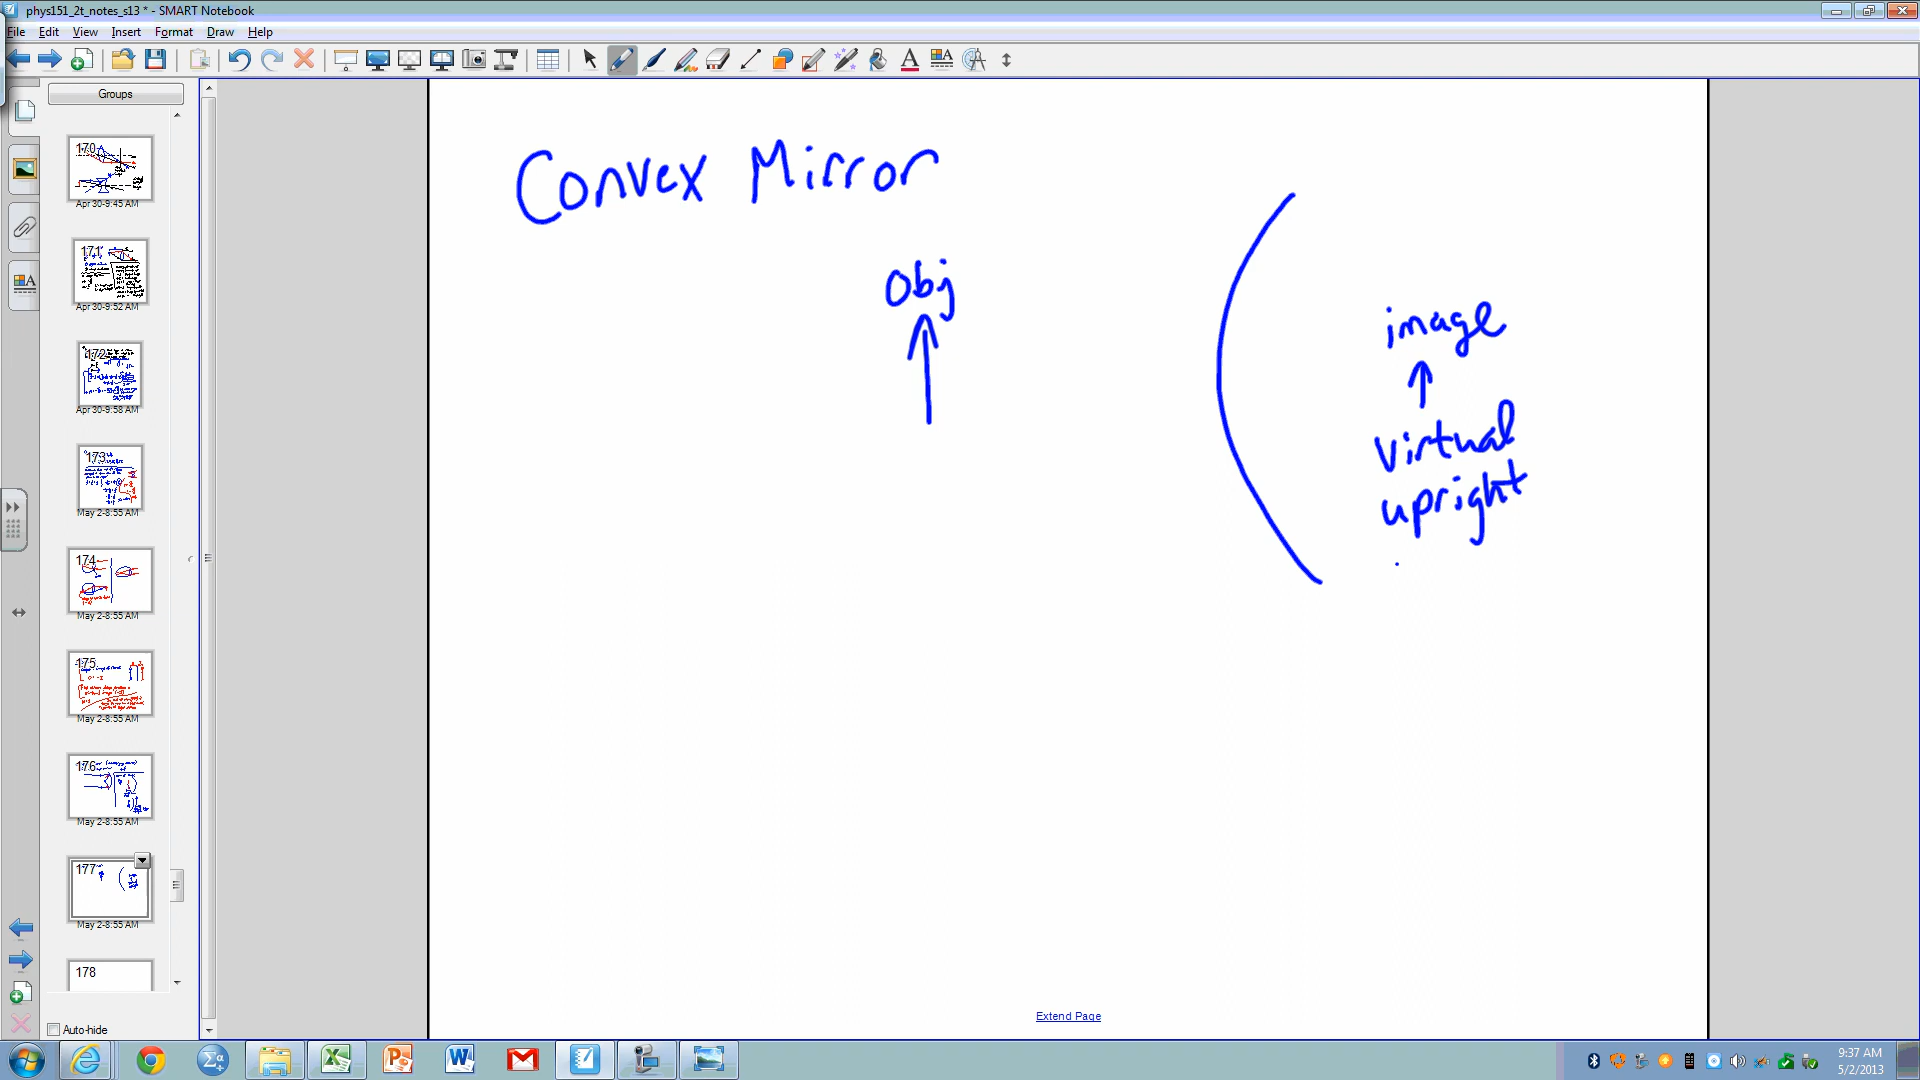 phys151_2t_notes_s13 * - SMART Notebook
File Edit View Insert Format Draw Help
Groups
170
Apr 30-9:45 AM
171
Apr 30-9:52 AM
172
Apr 30-9:58 AM
173
May 2-8:55 AM
174
May 2-8:55 AM
175
May 2-8:55 AM
176
May 2-8:55 AM
177
May 2-8:55 AM
178
Auto-hide
Convex Mirror
Obj
image
virtual
upright
Extend Page
9:37 AM
5/2/2013